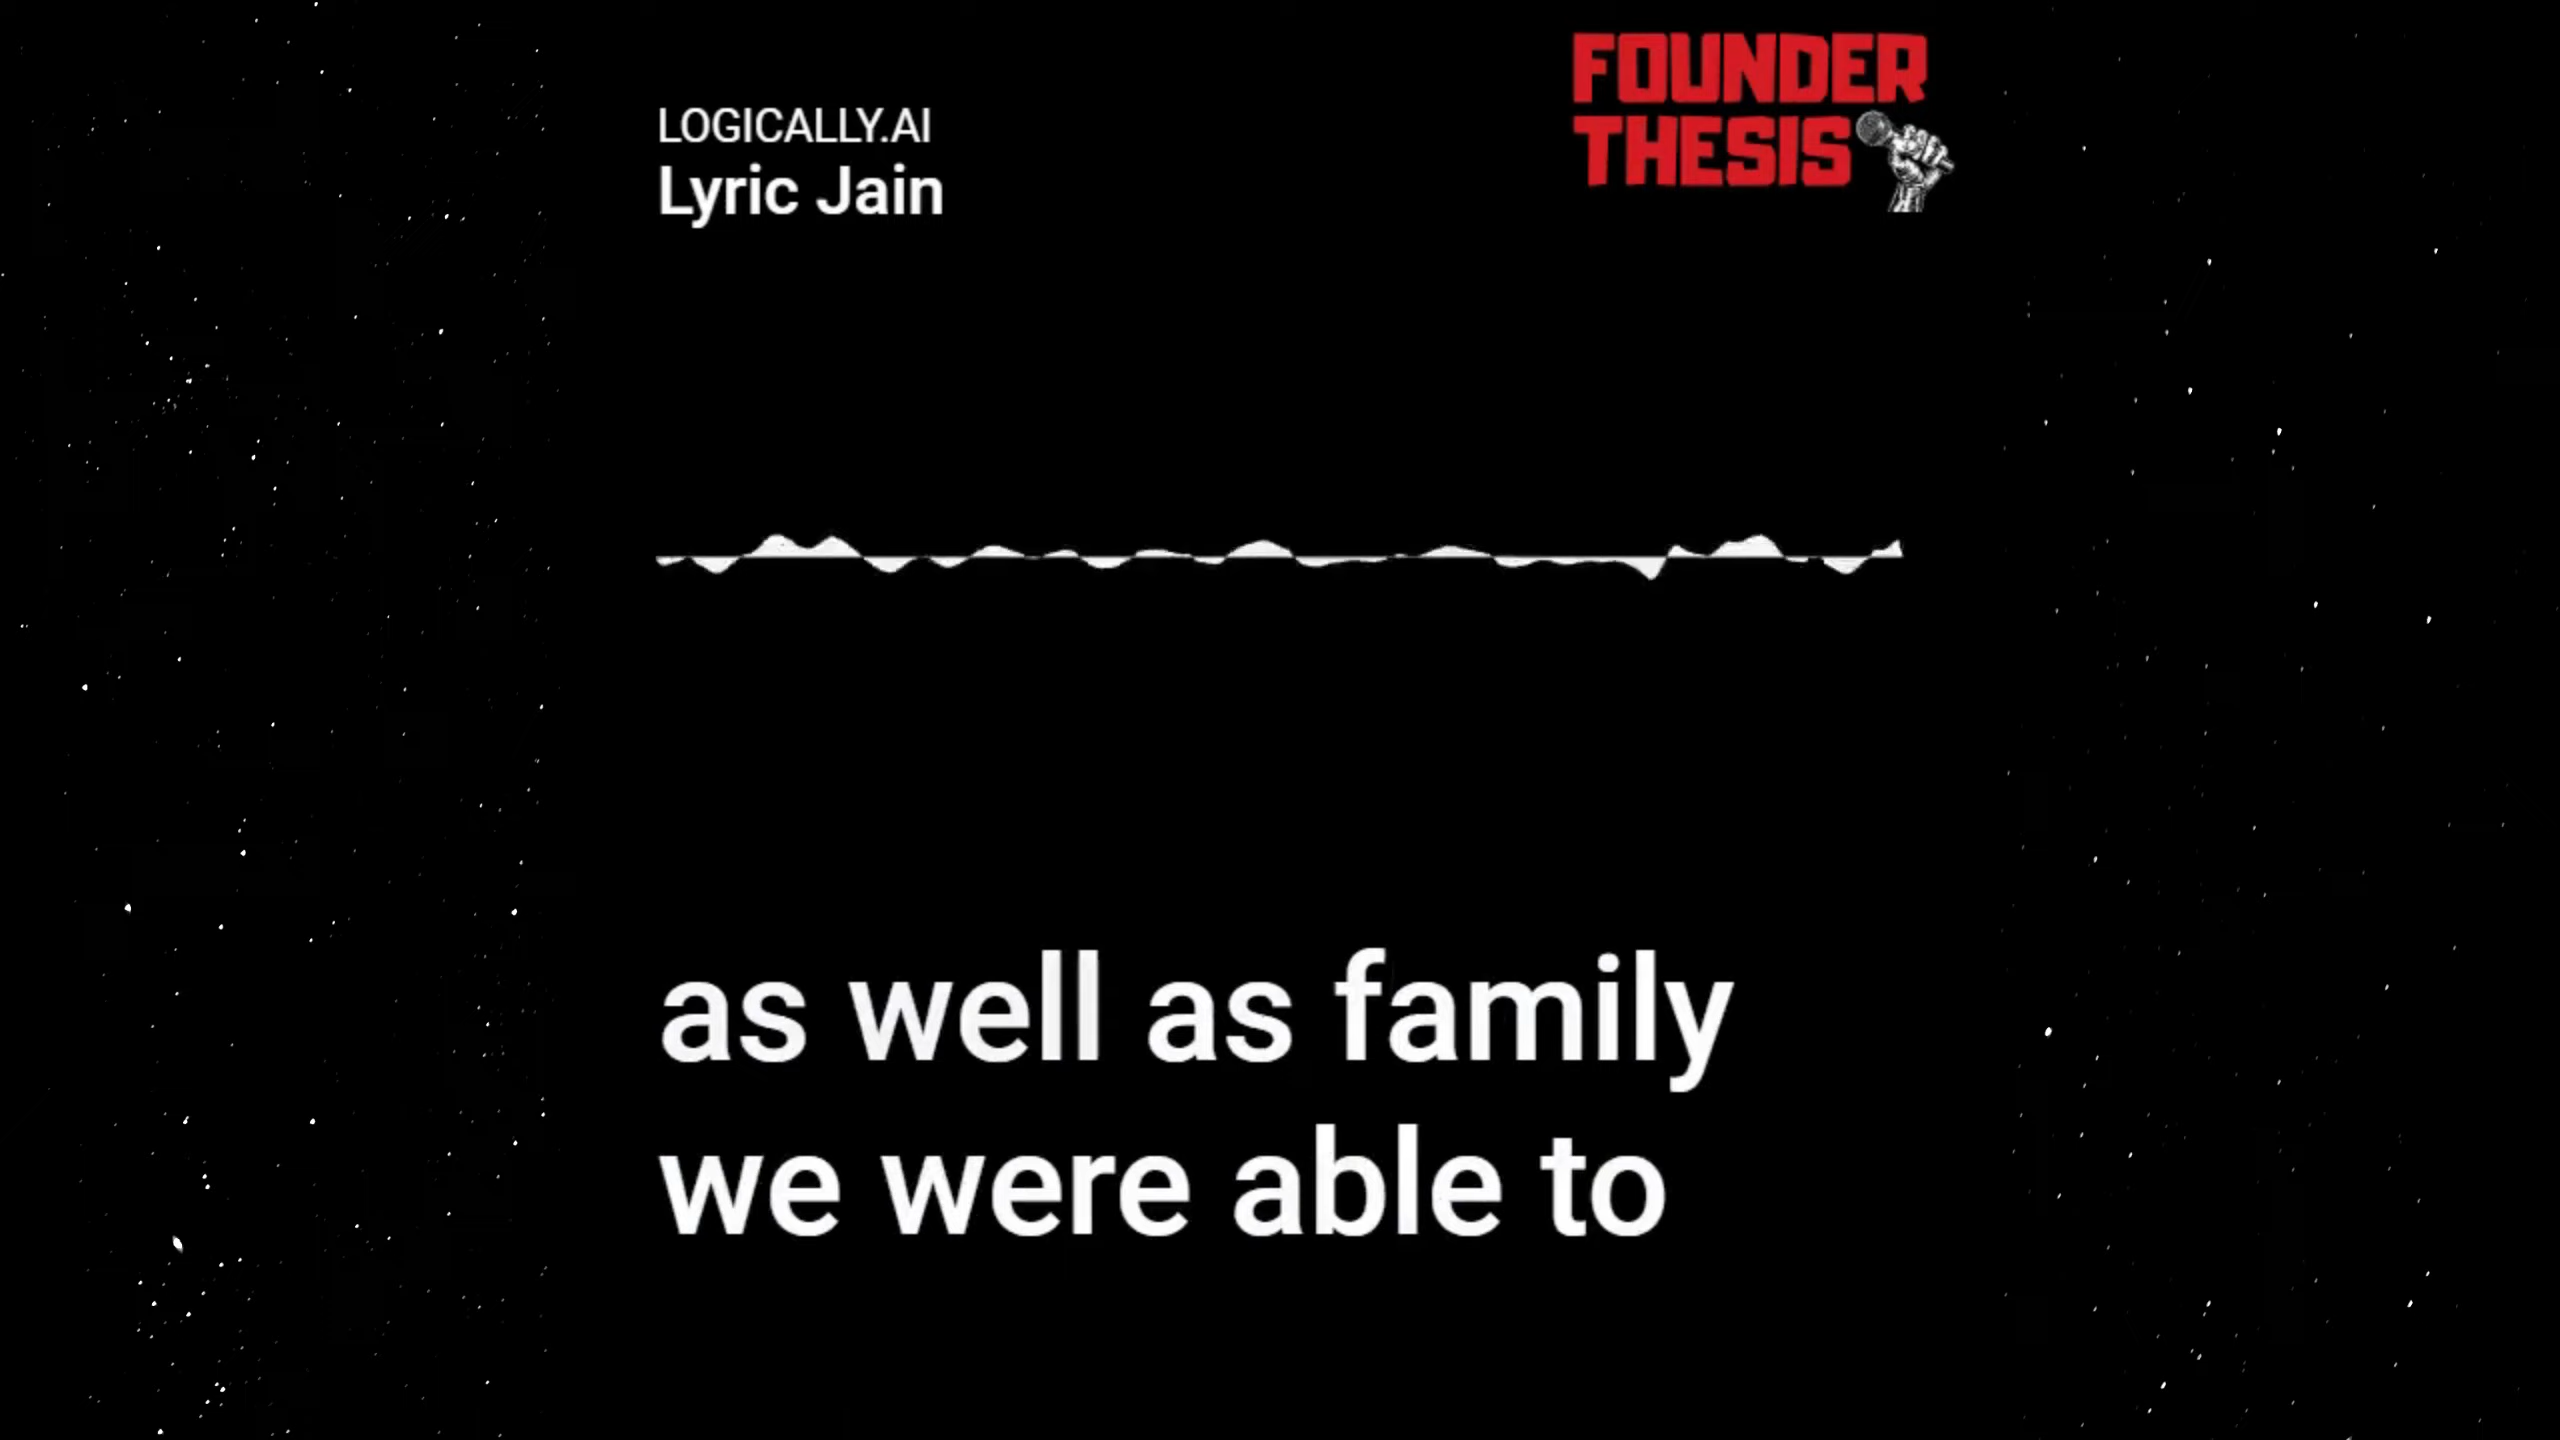 LOGICALLY.AI
Lyric Jain
FOUNDER
THESIS
as well as family
we were able to